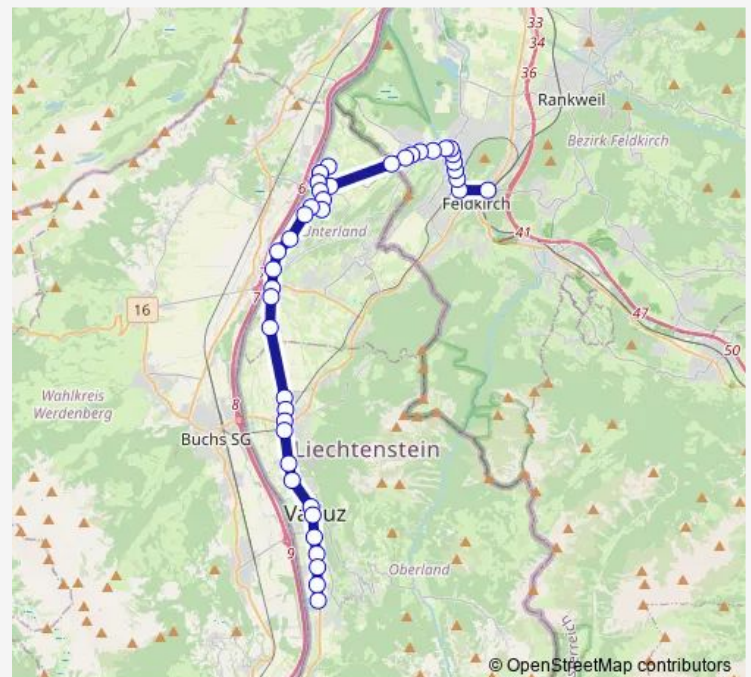 33
34
36
Rankweil
Bezirk Feldkirch
6
Feldkirch
Unterland
41
7
16
47
50
Wahlkreis
Werdenberg
8
Buchs SG
Liechtenstein
Vaduz
9
Oberland
© OpenStreetMap contributors